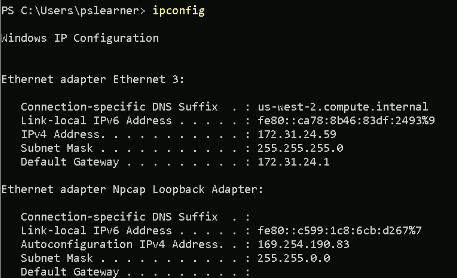 PS C:\Users\pslearner> ipconfig
Windows IP Configuration
Ethernet adapter Ethernet 3:
Connection-specific DNS Suffix  . : us-west-2.compute.internal
Link-local IPv6 Address . . . . . : fe80::ca78:8b46:83df:2493%9
IPv4 Address. . . . . . . . . . . : 172.31.24.59
Subnet Mask . . . . . . . . . . . : 255.255.255.0
Default Gateway . . . . . . . . . : 172.31.24.1
Ethernet adapter Npcap Loopback Adapter:
Connection-specific DNS Suffix  . :
Link-local IPv6 Address . . . . . : fe80::c599:1c8:6cb:d267%7
Autoconfiguration IPv4 Address. . : 169.254.190.83
Subnet Mask . . . . . . . . . . . : 255.255.0.0
Default Gateway . . . . . . . . . :